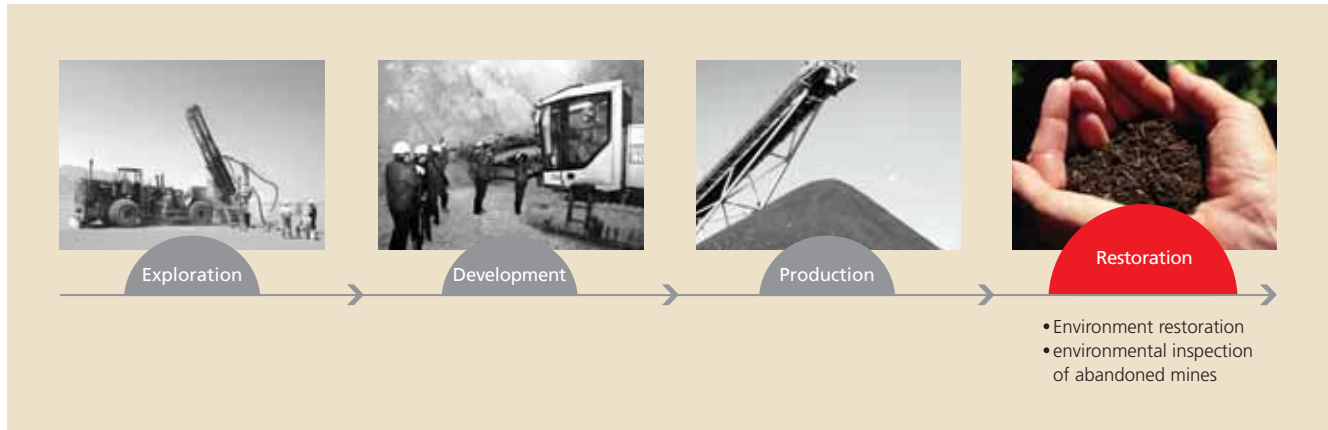 Exploration
Development
Production
Restoration
•Environment restoration
•environmental inspection
of abandoned mines